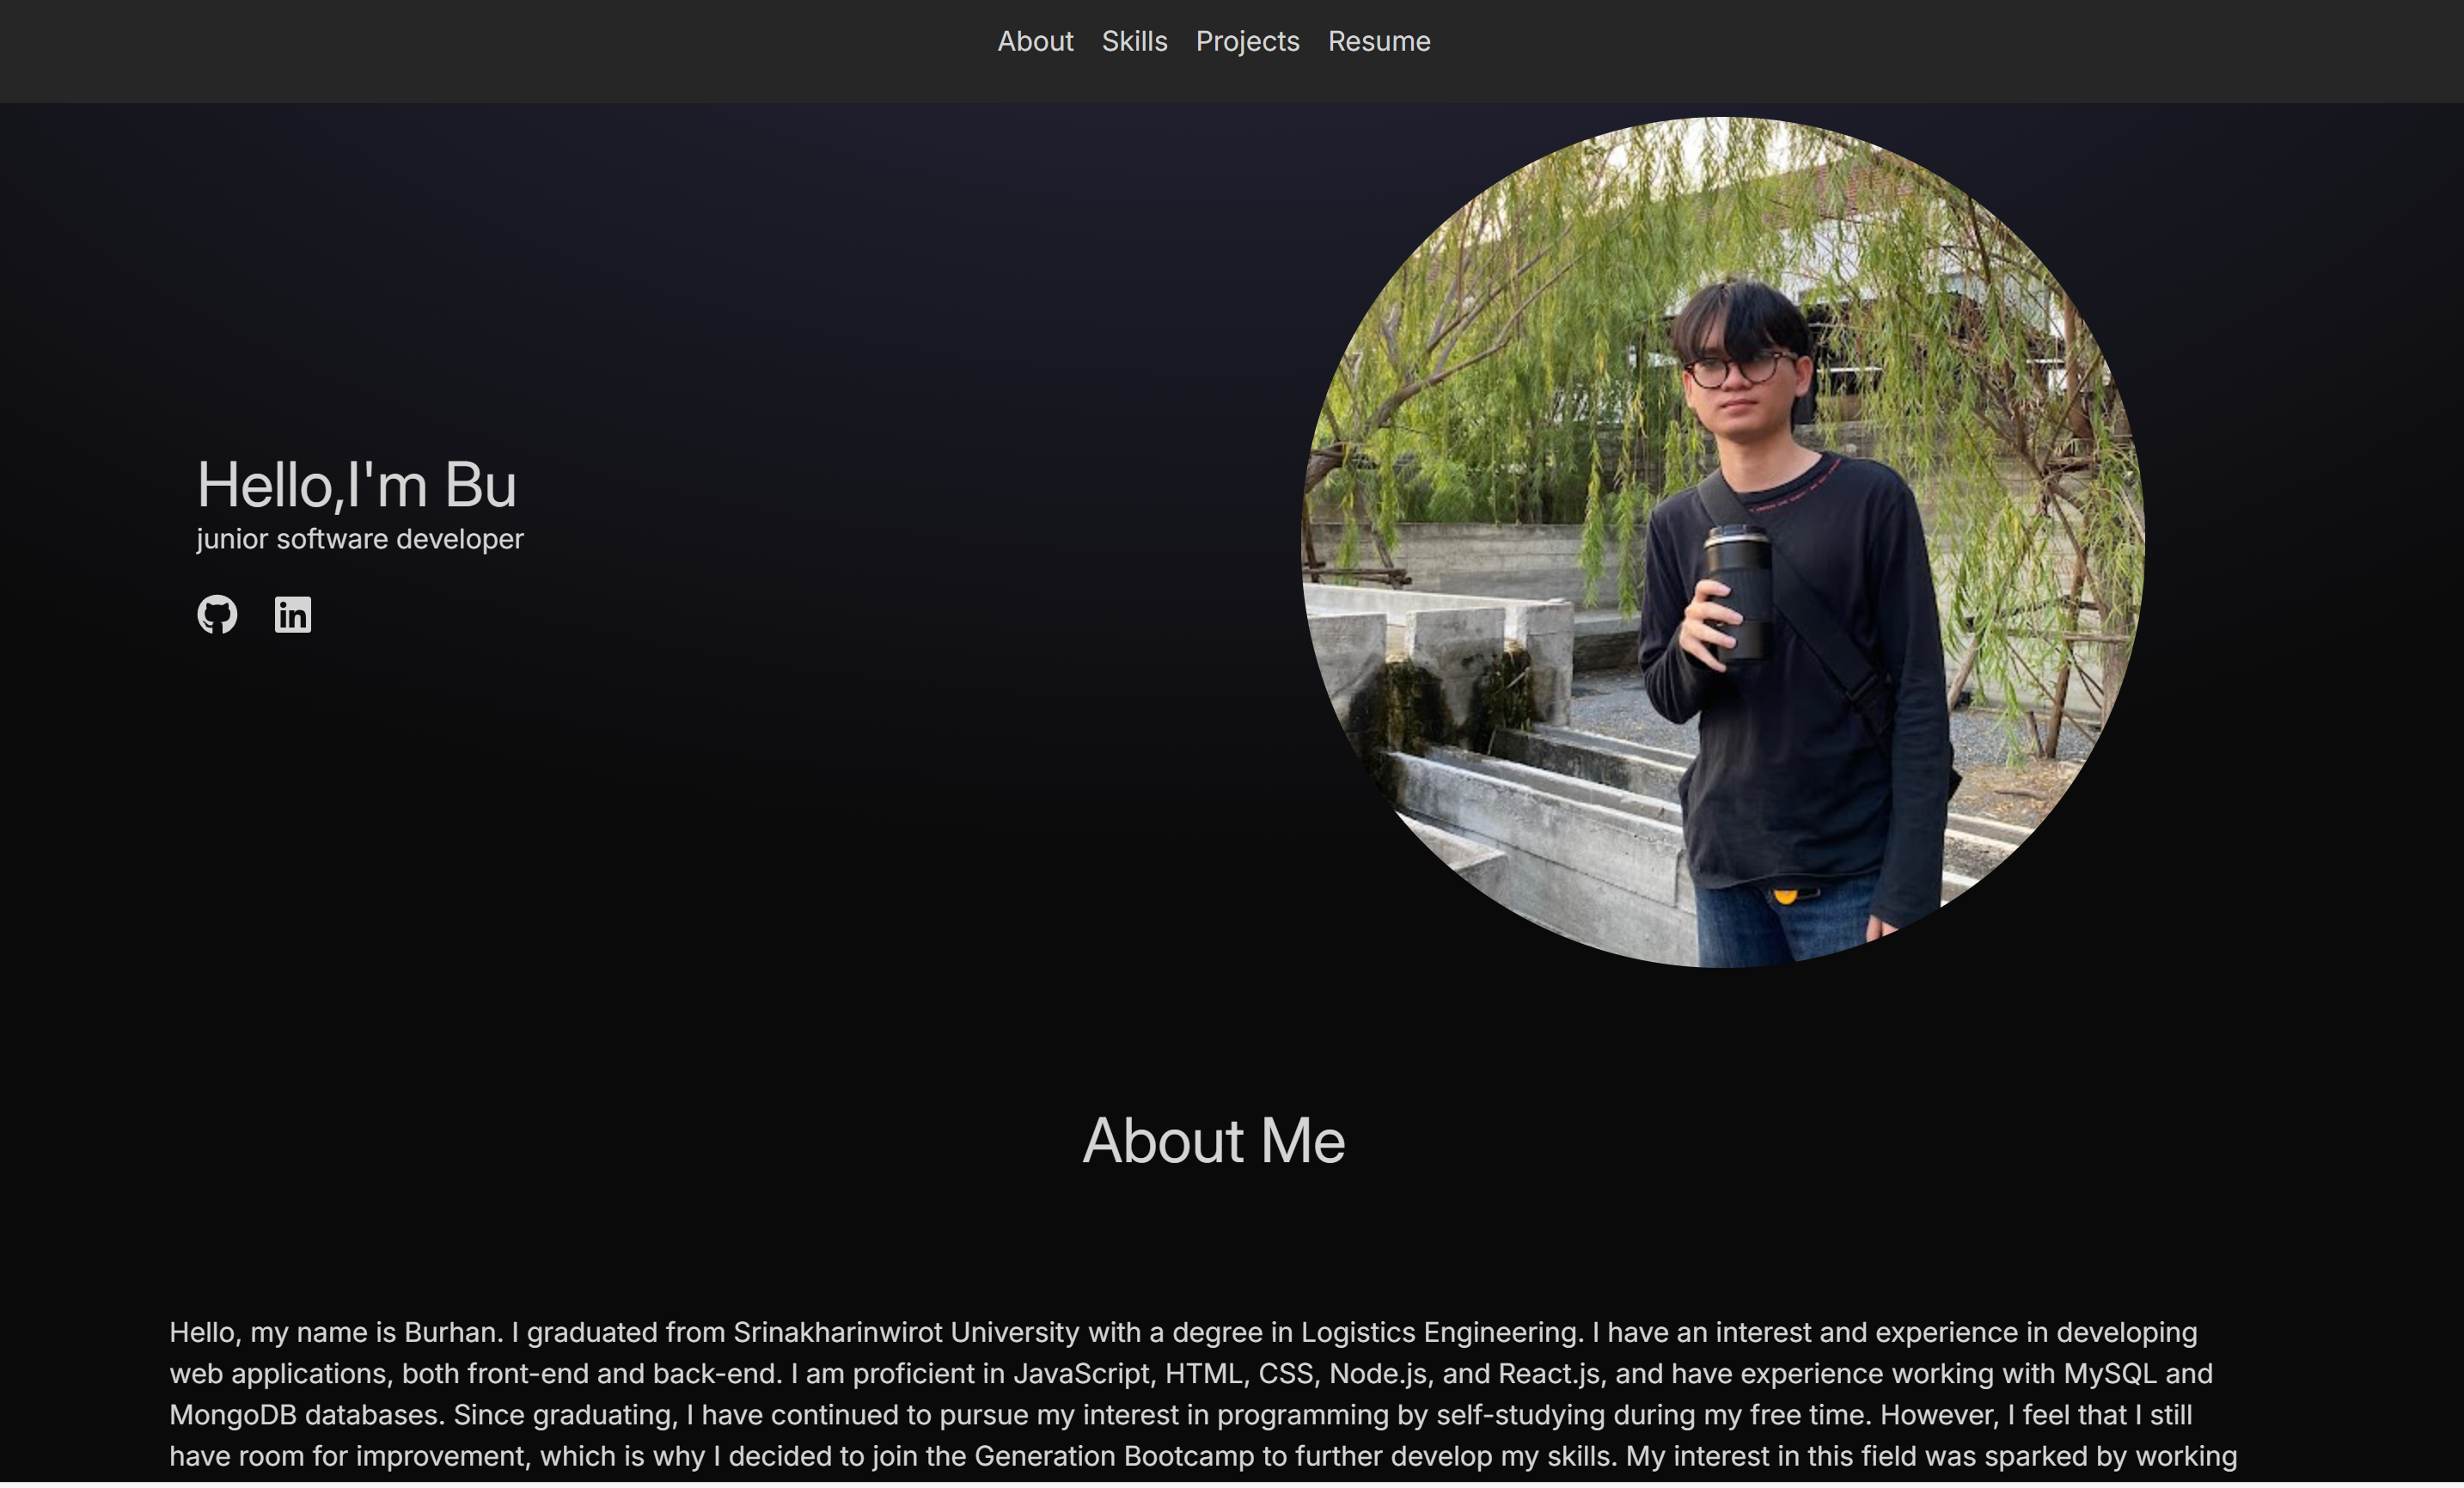 About Skills Projects Resume
Hello,I'm Bu
junior software developer
in
About Me
Hello, my name is Burhan. I graduated from Srinakharinwirot University with a degree in Logistics Engineering. I have an interest and experience in developing
web applications, both front-end and back-end. I am proficient in JavaScript, HTML, CSS, Node.js, and React.js, and have experience working with MySQL and
MongoDB databases. Since graduating, I have continued to pursue my interest in programming by self-studying during my free time. However, I feel that I still
have room for improvement, which is why I decided to join the Generation Bootcamp to further develop my skills. My interest in this field was sparked by working